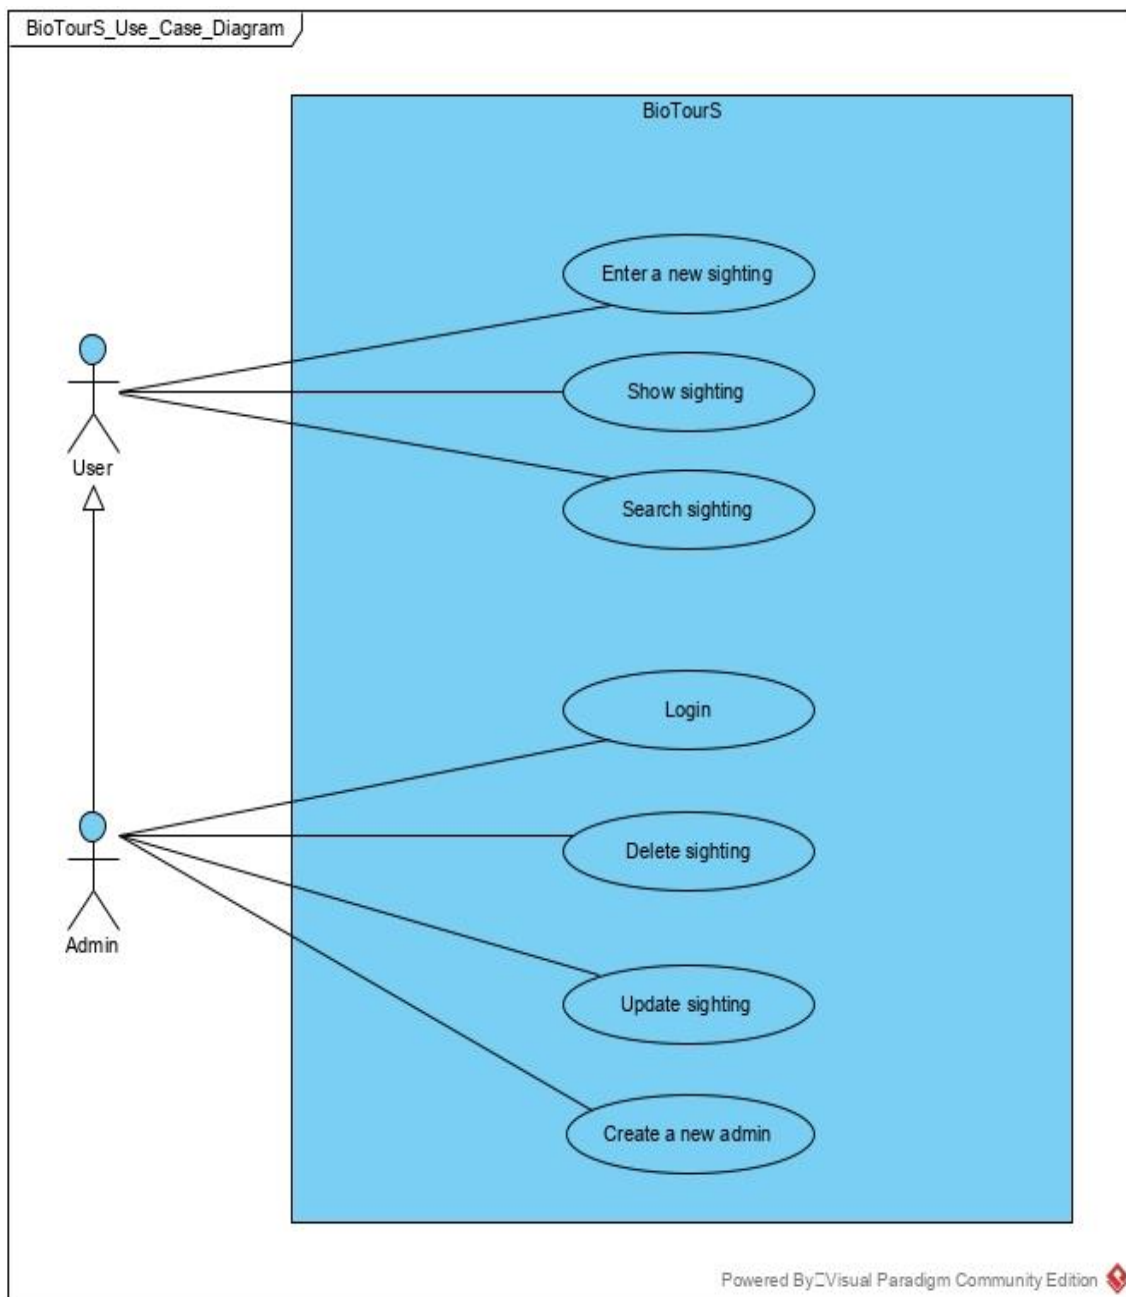 BioTourS_Use_Case_Diagram
BioTourS
Enter a new sighting
Show sighting
User
Search sighting
Login
Delete sighting
Admin
Update sighting
Create a new admin
Powered By Visual Paradigm Community Edition